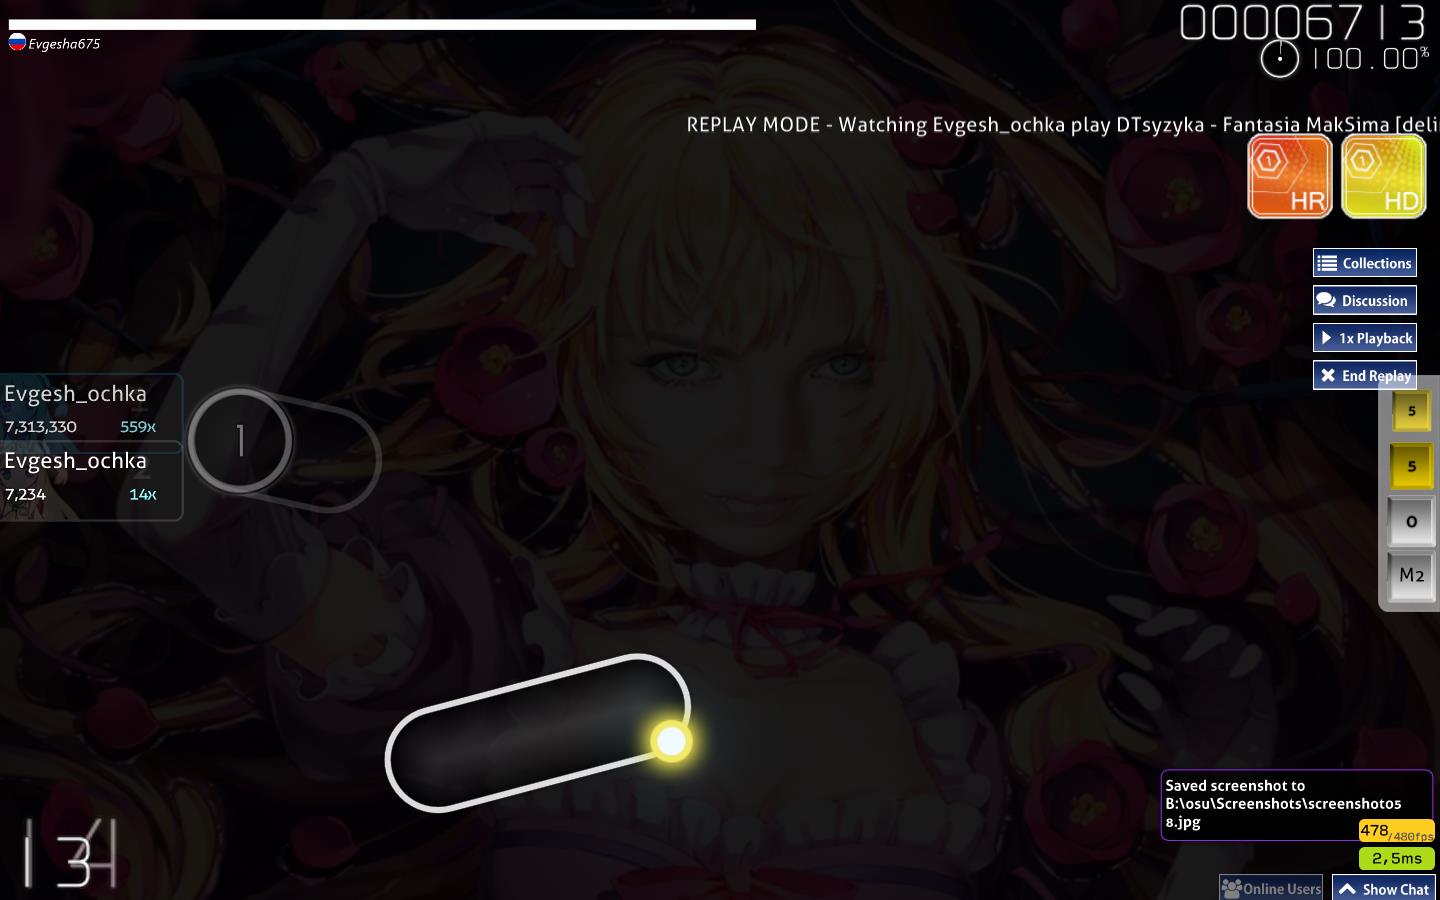 00006713
Evgesha675
100.00%
REPLAY MODE - Watching Evgesh_ochka play DTsyzyka - Fantasia MakSima [deli
HR
HD
Collections
Discussion
1x Playback
End Replay
Evgesh_ochka
7,313,330 559x
Evgesh_ochka
7,234 14x
1
5
5
0
M2
Saved screenshot to
B:\osu\Screenshots\screenshot05
8.jpg
478/480fps
2,5ms
Online Users
Show Chat